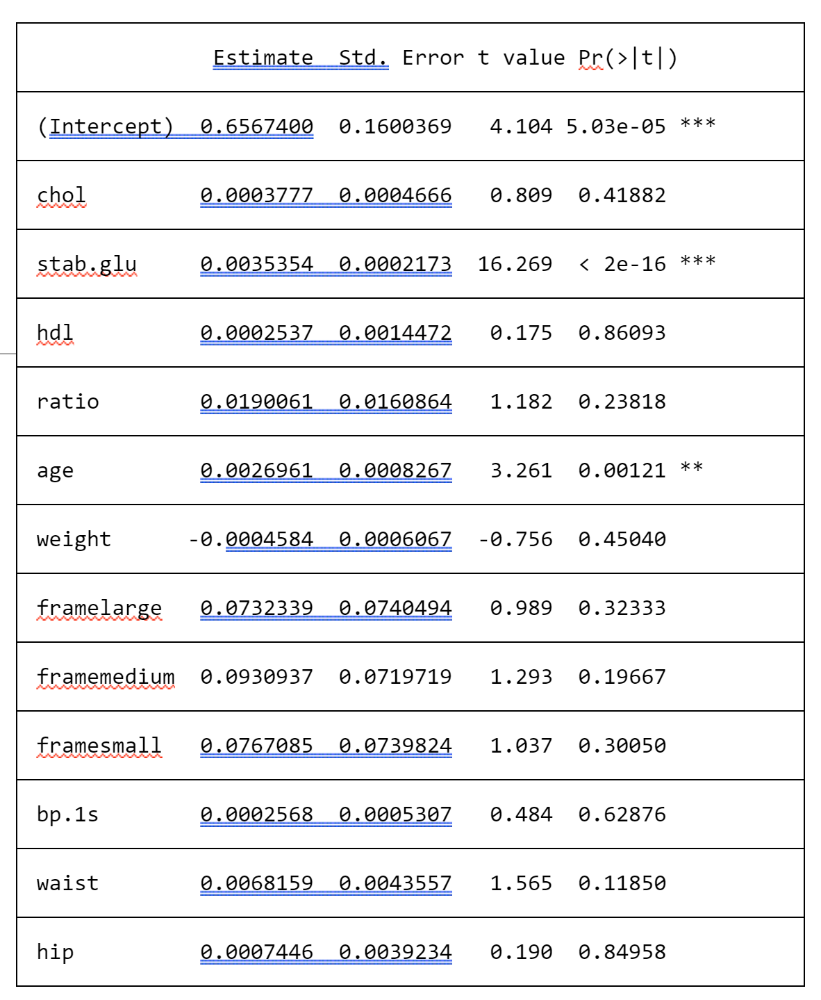 Estimate Std. Error t value Pr(>|t|)
(Intercept) 0.6567400 0.1600369 4.104 5.03e-05 ***
chol 0.0003777 0.0004666 0.809 0.41882
stab.glu 0.0035354 0.0002173 16.269 < 2e-16 ***
hdl 0.0002537 0.0014472 0.175 0.86093
ratio 0.0190061 0.0160864 1.182 0.23818
age 0.0026961 0.0008267 3.261 0.00121 **
weight -0.0004584 0.0006067 -0.756 0.45040
framelarge 0.0732339 0.0740494 0.989 0.32333
framemedium 0.0930937 0.0719719 1.293 0.19667
framesmall 0.0767085 0.0739824 1.037 0.30050
bp.1s 0.0002568 0.0005307 0.484 0.62876
waist 0.0068159 0.0043557 1.565 0.11850
hip 0.0007446 0.0039234 0.190 0.84958